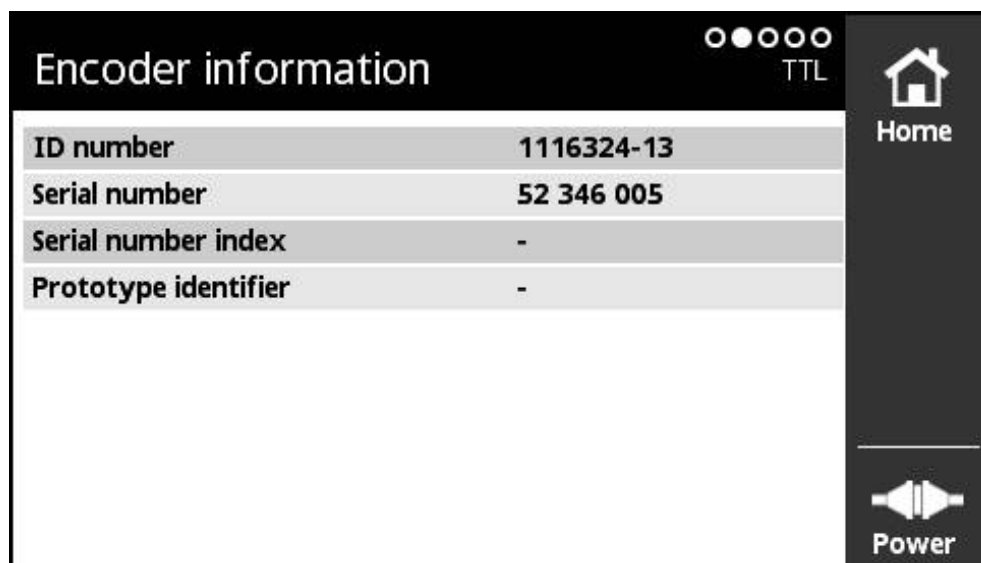 Encoder information
TTL
Home
ID number 1116324-13
Serial number 52 346 005
Serial number index -
Prototype identifier -
Power